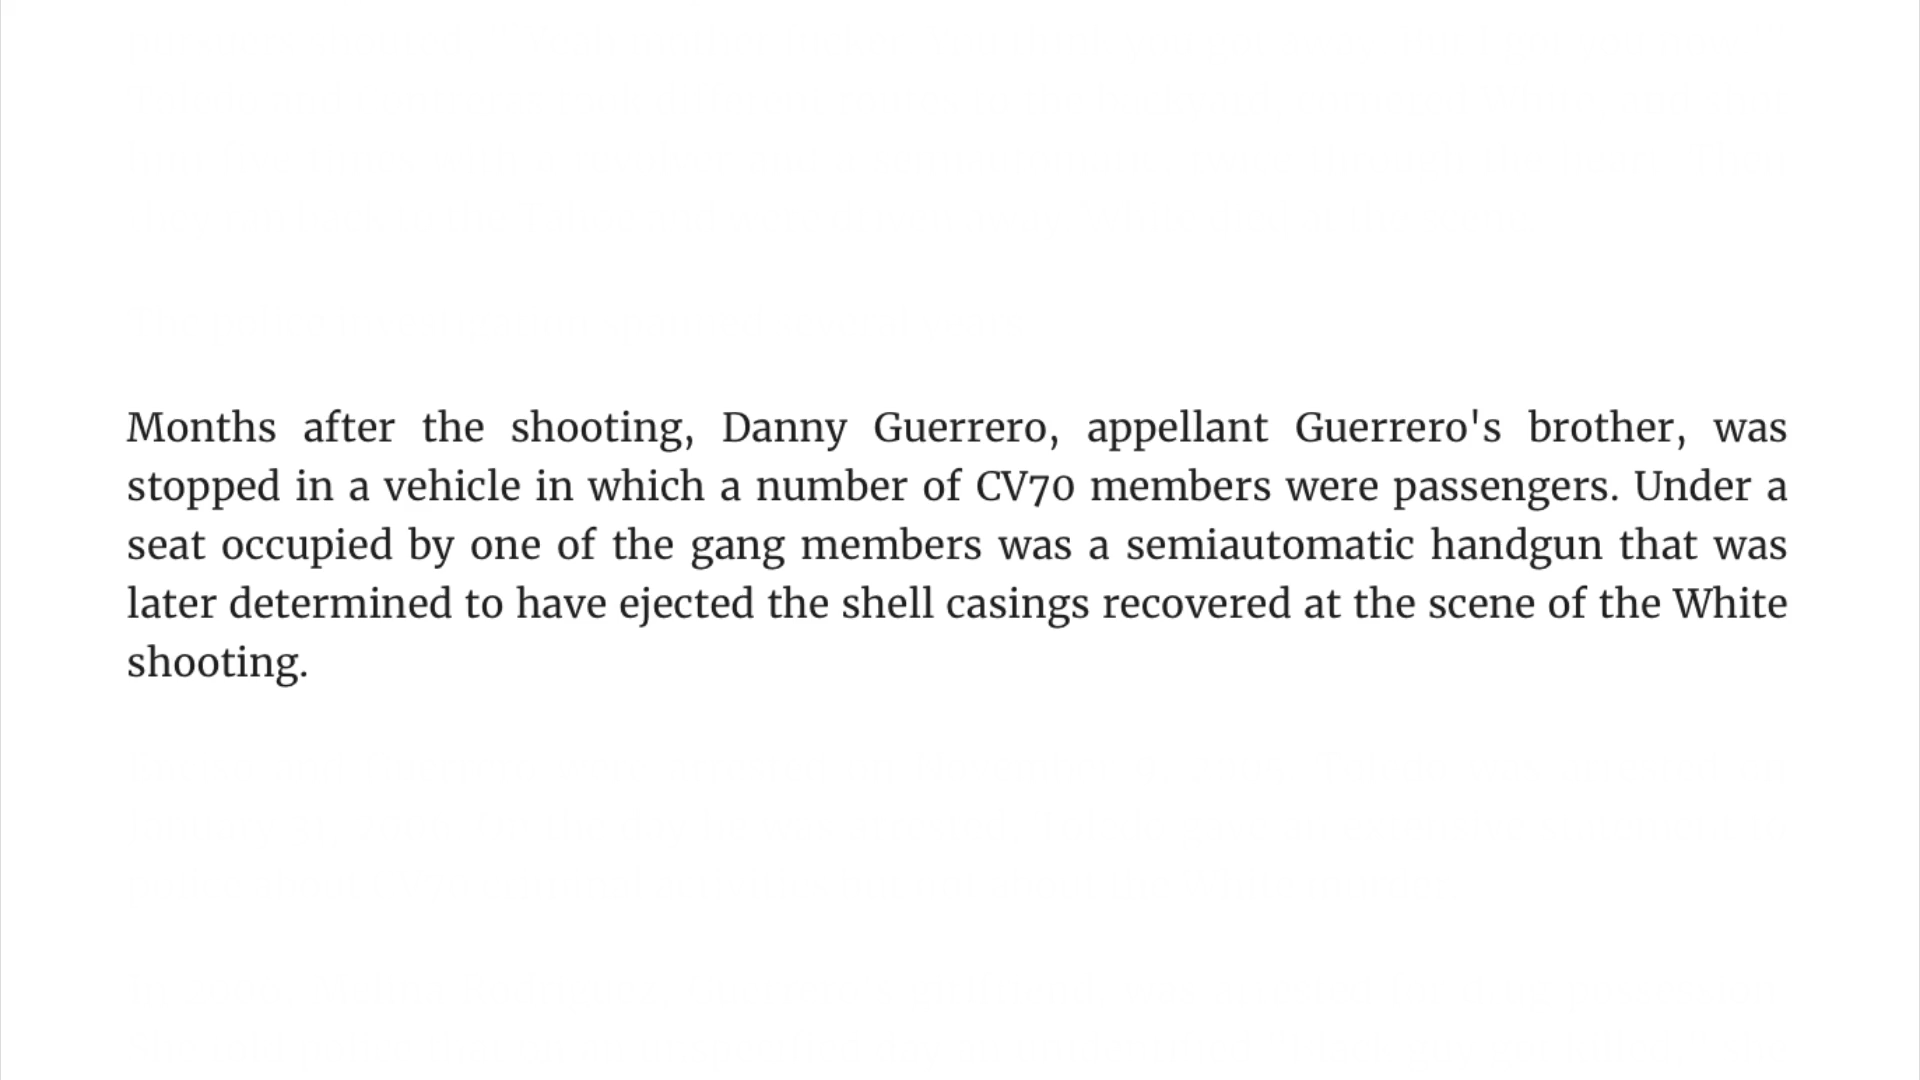 Months after the shooting, Danny Guerrero, appellant Guerrero's brother, was
stopped in a vehicle in which a number of CV70 members were passengers. Under a
seat occupied by one of the gang members was a semiautomatic handgun that was
later determined to have ejected the shell casings recovered at the scene of the White
shooting.